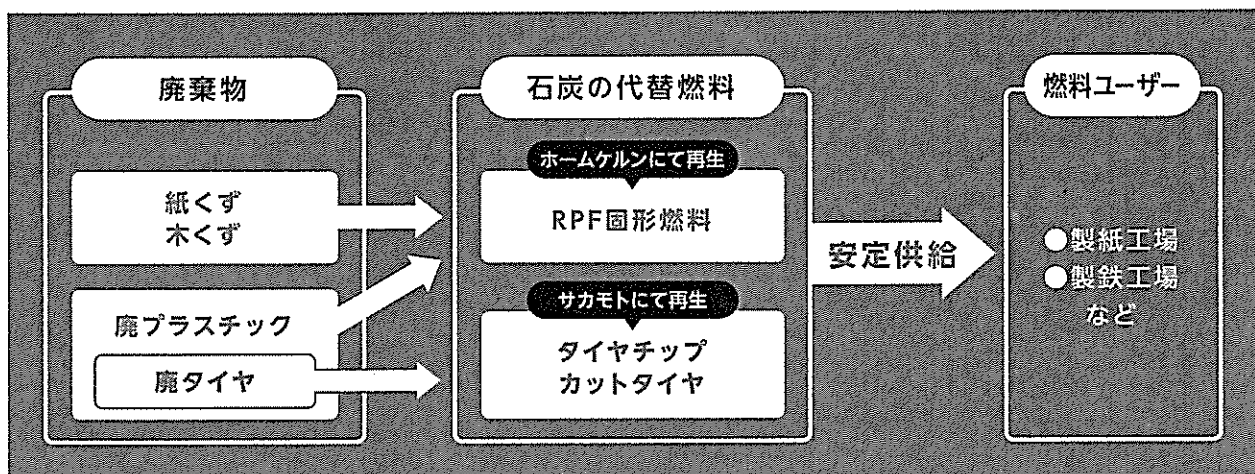 廃棄物
紙くず
木くず
廃プラスチック
廃タイヤ
石炭の代替燃料
ホームケルンにて再生
RPF固形燃料
サカモトにて再生
タイヤチップ
カットタイヤ
安定供給
燃料ユーザー
●製紙工場
●製鉄工場
など